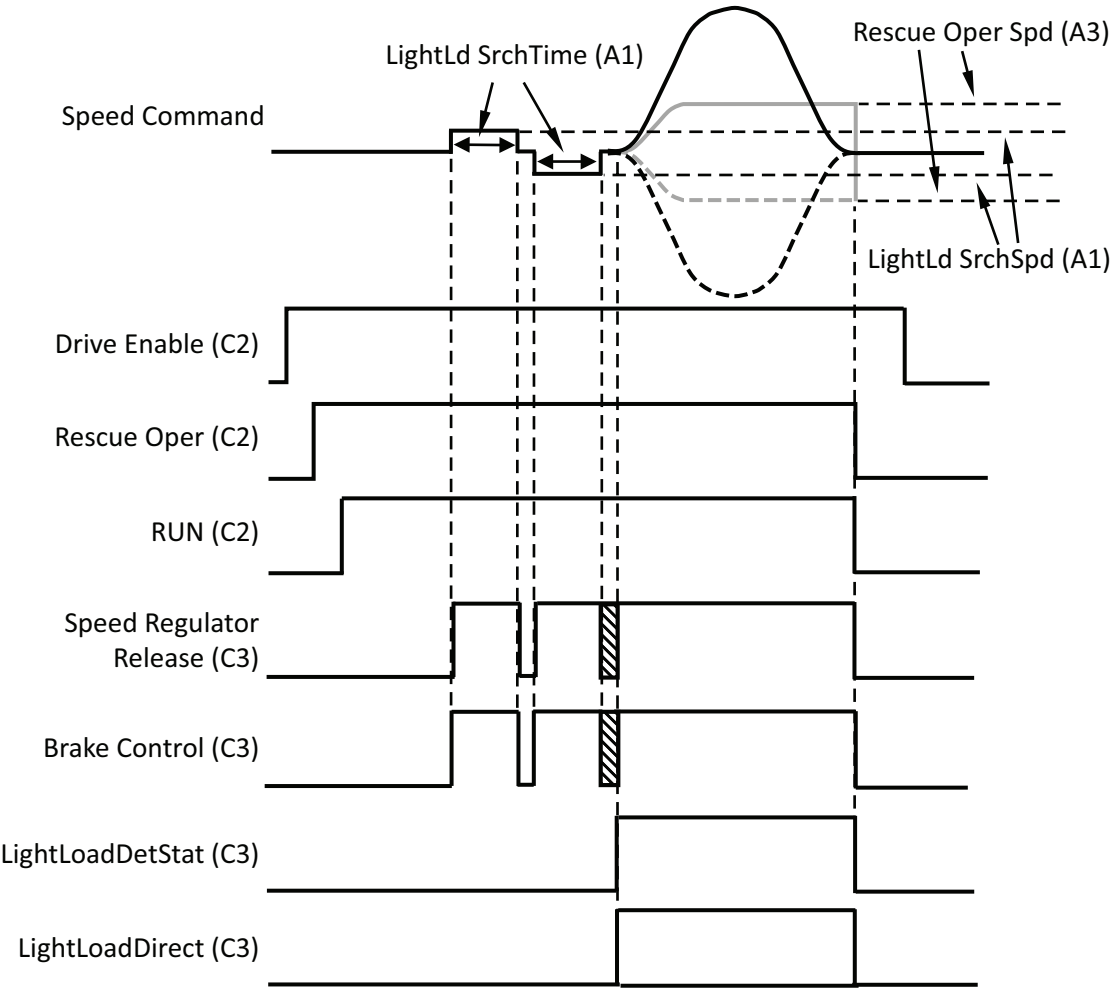 Rescue Oper Spd (A3)
LightLd SrchTime (A1)
Speed Command
LightLd SrchSpd (A1)
Drive Enable (C2)
Rescue Oper (C2)
RUN (C2)
Speed Regulator
Release (C3)
Brake Control (C3)
LightLoadDetStat (C3)
LightLoadDirect (C3)